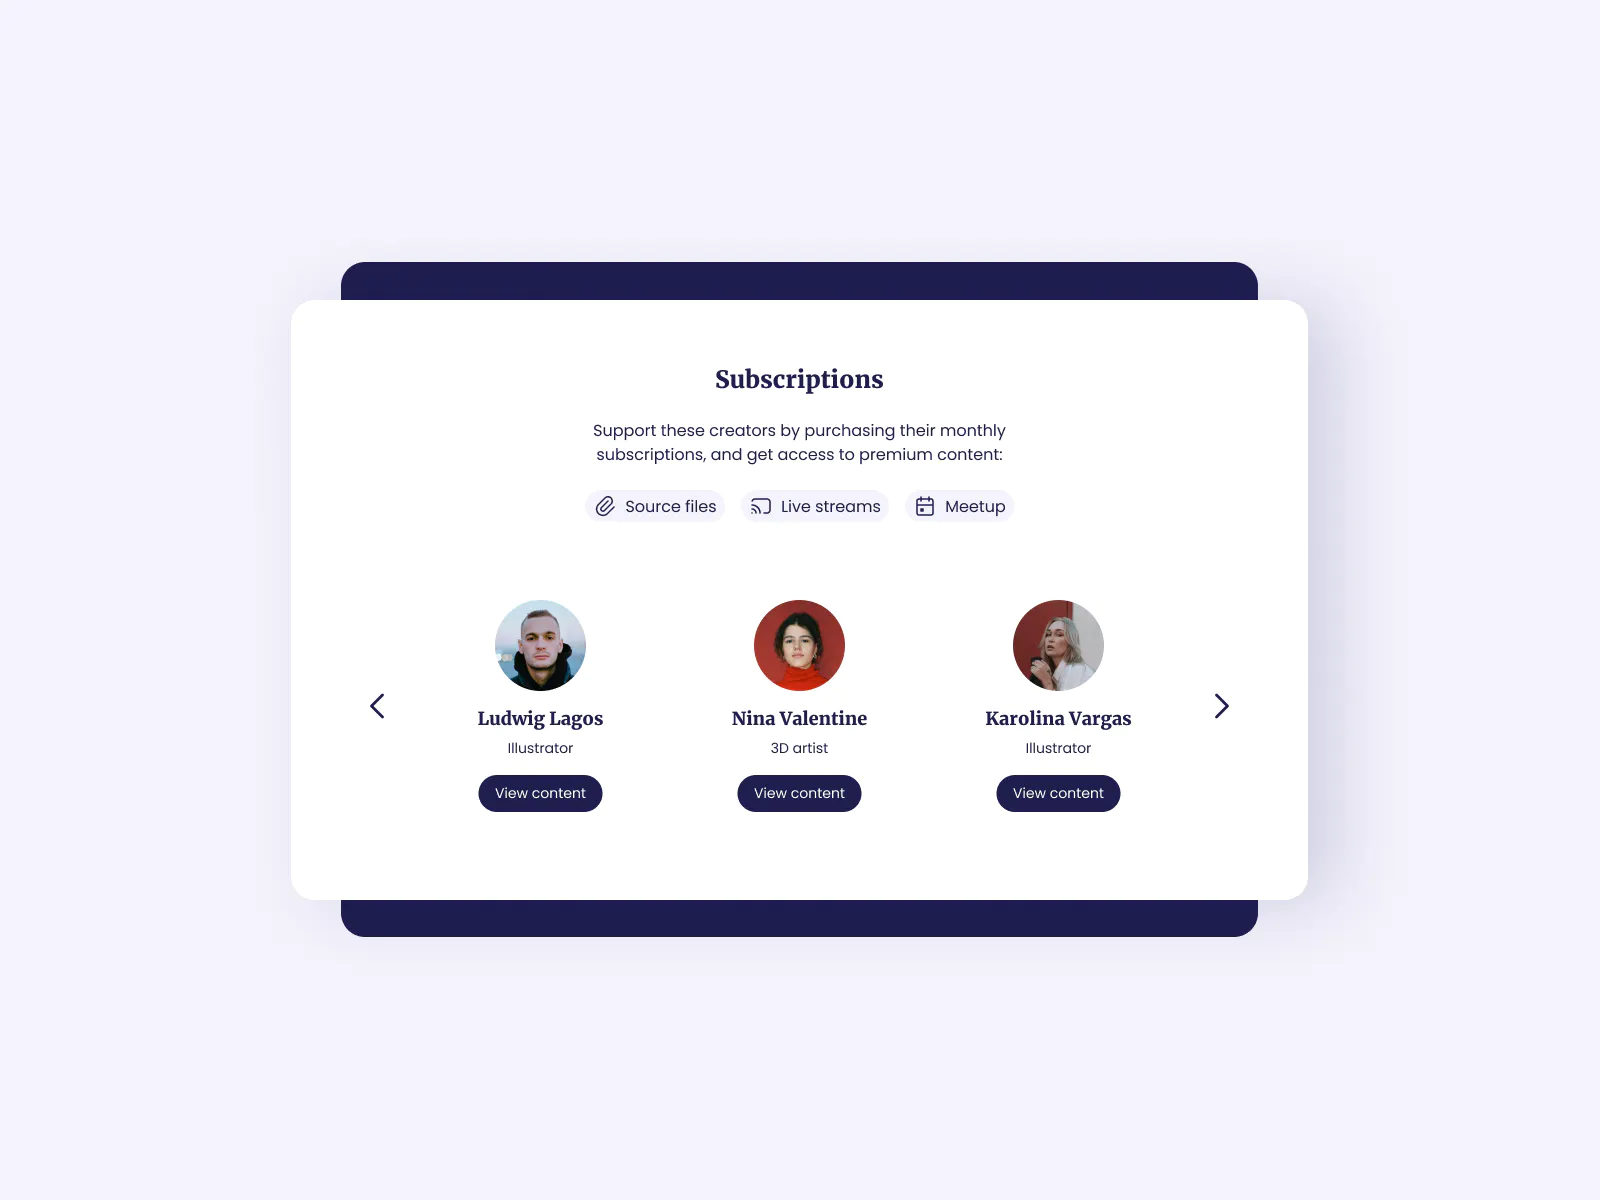 Subscriptions
Support these creators by purchasing their monthly
subscriptions, and get access to premium content:
Source files
Live streams
Meetup
Ludwig Lagos
Illustrator
View content
Nina Valentine
3D artist
View content
Karolina Vargas
Illustrator
View content